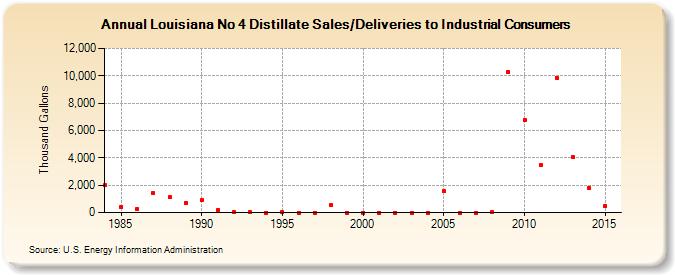 Annual Louisiana No 4 Distillate Sales/Deliveries to Industrial Consumers
Thousand Gallons
12,000
10,000
8,000
6,000
4,000
2,000
0
1985 1990 1995 2000 2005 2010 2015
Source: U.S. Energy Information Administration